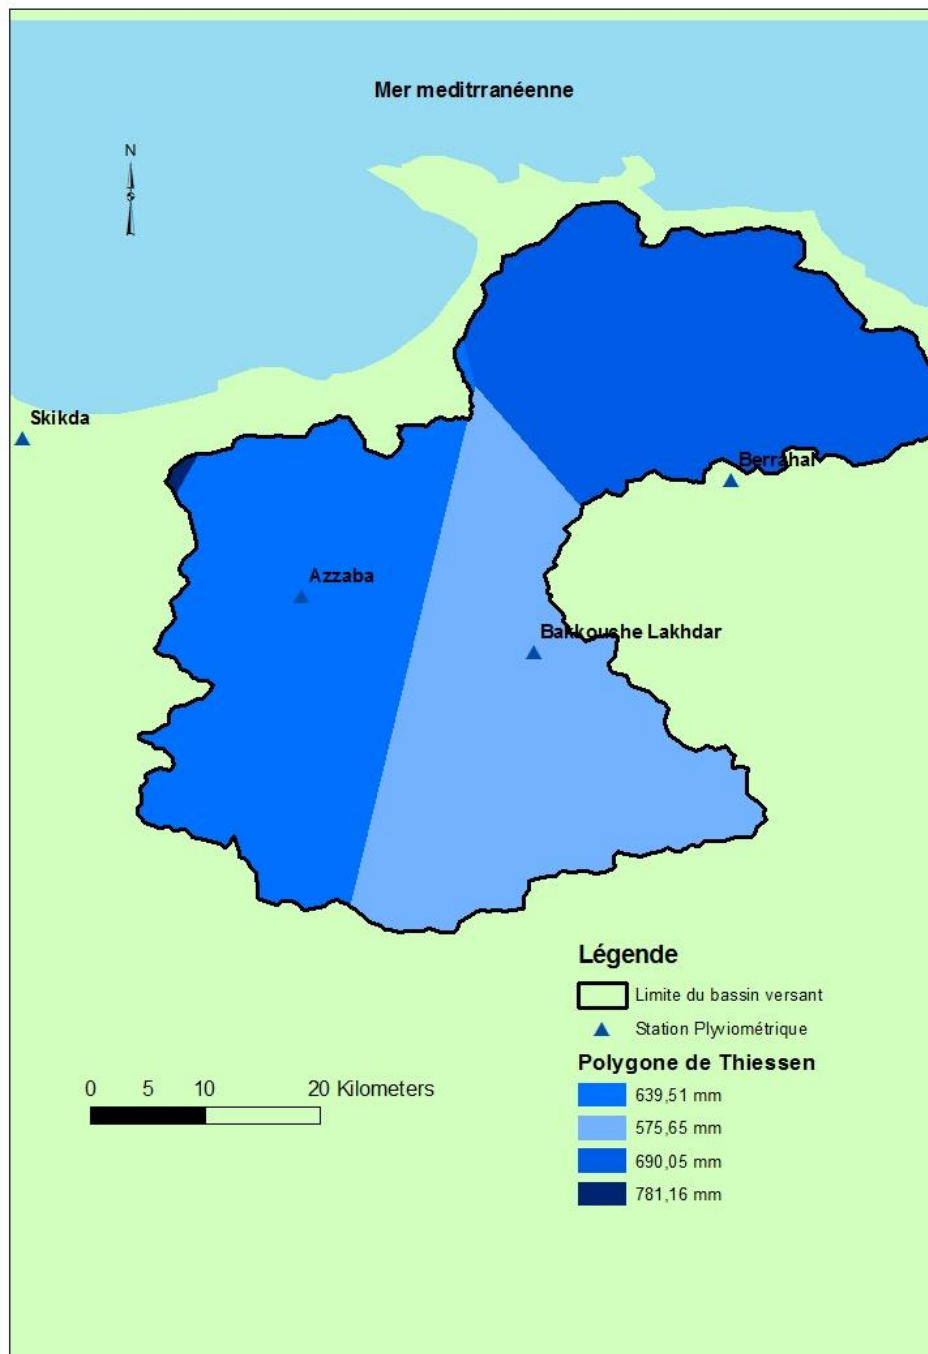 Mer meditrranéenne
N
Skikda
Berrahal
Azzaba
Bakkouche Lakhdar
Légende
Limite du bassin versant
Station Plyviométrique
Polygone de Thiessen
639,51 mm
575,65 mm
690,05 mm
781,16 mm
0 5 10 20 Kilometers